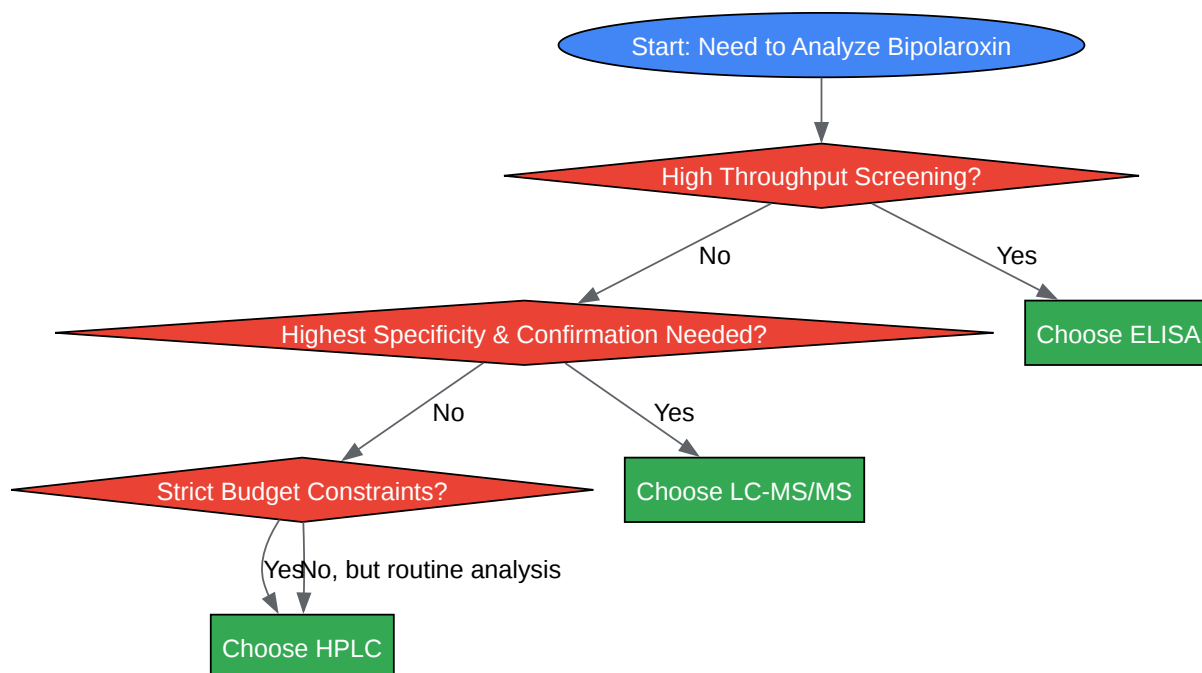 Start: Need to Analyze Bipolaroxin
High Throughput Screening?
No
Yes
Highest Specificity & Confirmation Needed?
Choose ELISA
No
Yes
Strict Budget Constraints?
Choose LC-MS/MS
Yes
No, but routine analysis
Choose HPLC